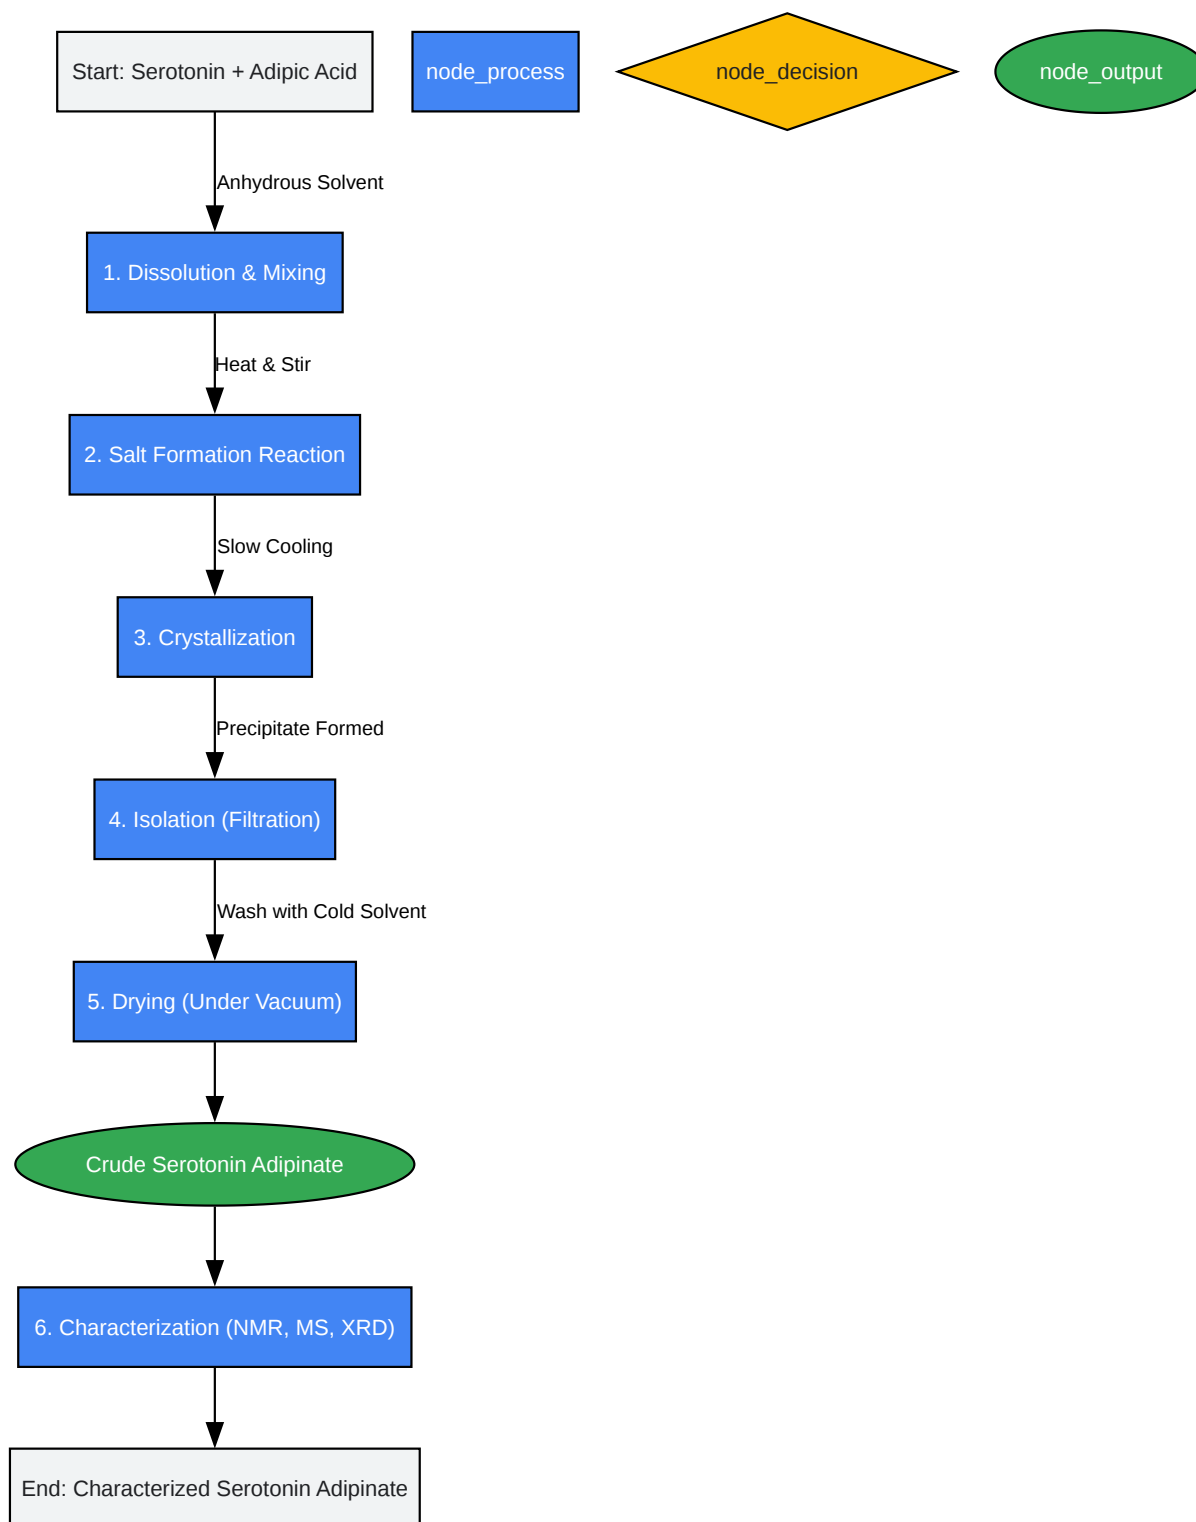 Start: Serotonin + Adipic Acid
node_process
node_decision
node_output
Anhydrous Solvent
1. Dissolution & Mixing
Heat & Stir
2. Salt Formation Reaction
Slow Cooling
3. Crystallization
Precipitate Formed
4. Isolation (Filtration)
Wash with Cold Solvent
5. Drying (Under Vacuum)
Crude Serotonin Adipinate
6. Characterization (NMR, MS, XRD)
End: Characterized Serotonin Adipinate